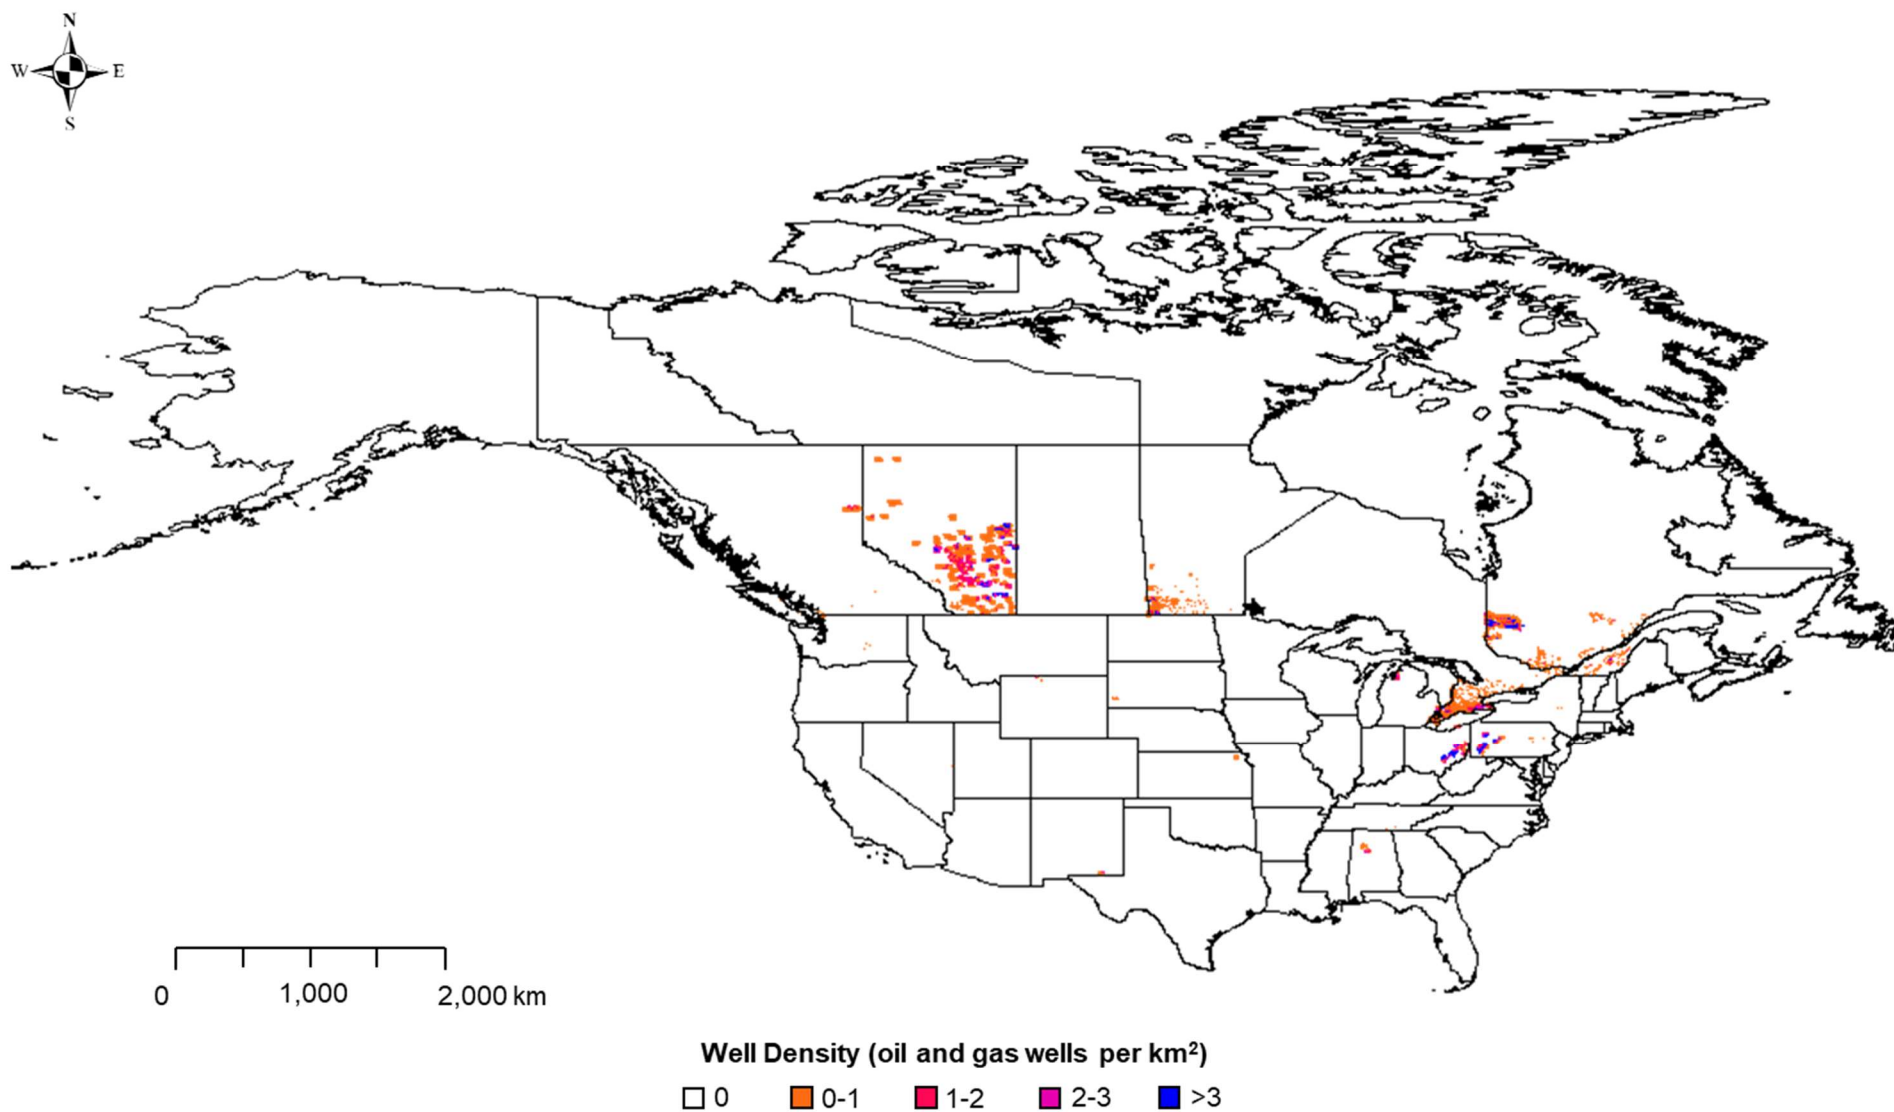 N
W E
S
0 1,000 2,000 km
Well Density (oil and gas wells per km²)
0 0-1 1-2 2-3 >3